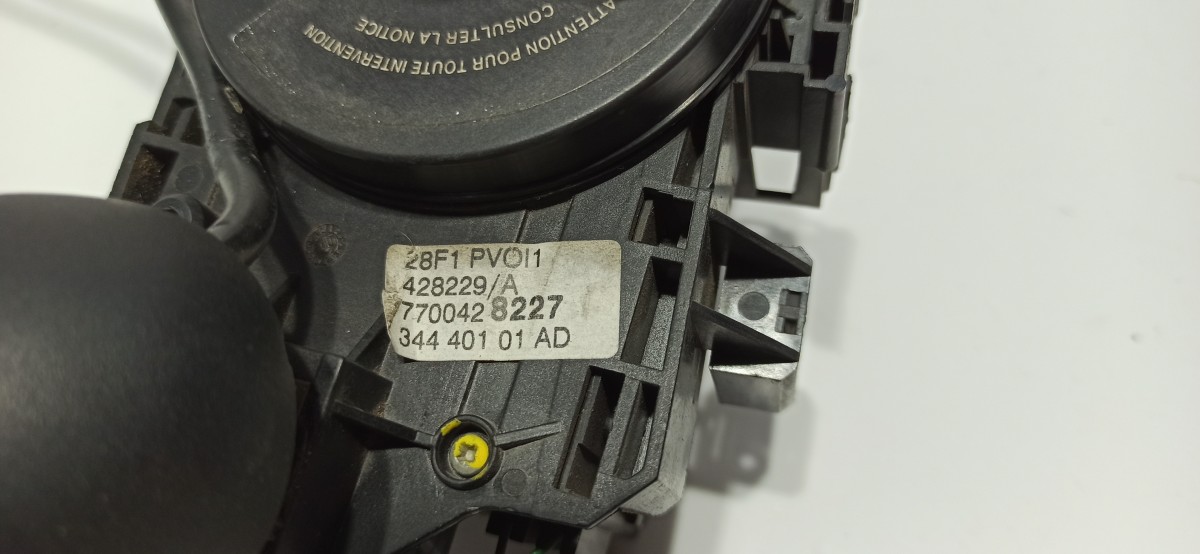 ATTENTION POUR TOUTE INTERVENTION
CONSULTER LA NOTICE
28F1 PVOI1
428229/A
7700428227
344 401 01 AD